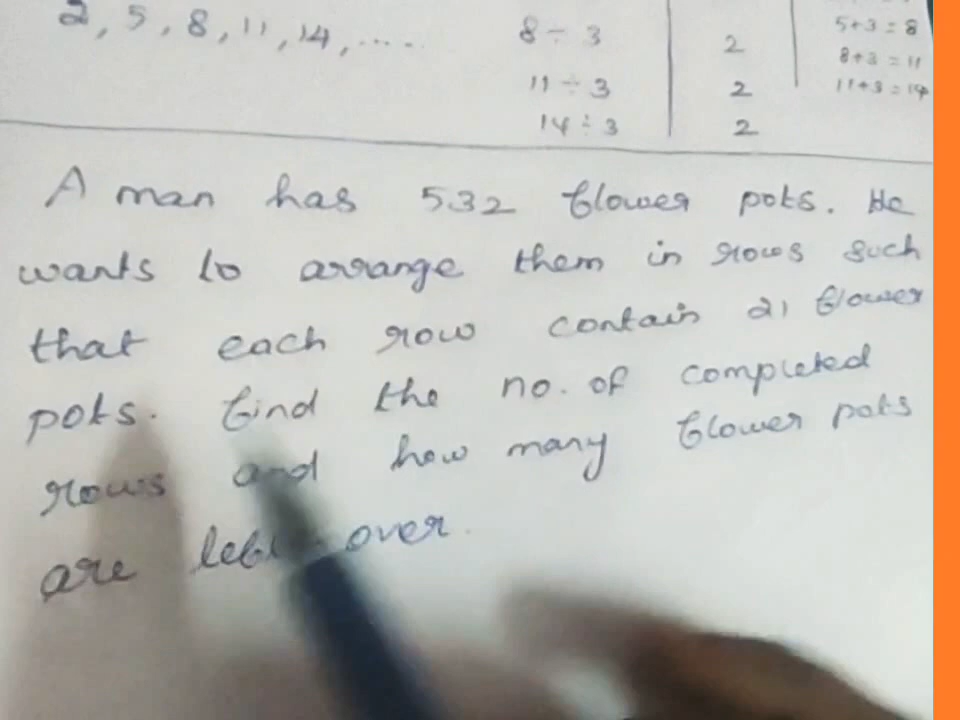 2, 5, 8, 11, 14, ....
8 ÷ 3 2
11 ÷ 3 2
14 ÷ 3 2
5+3 = 8
8+3 = 11
11+3 = 14
A man has 532 flower pots. He
wants to arrange them in rows such
that each row contain 21 flower
pots. find the no. of completed
rows and how many flower pots
are left over.